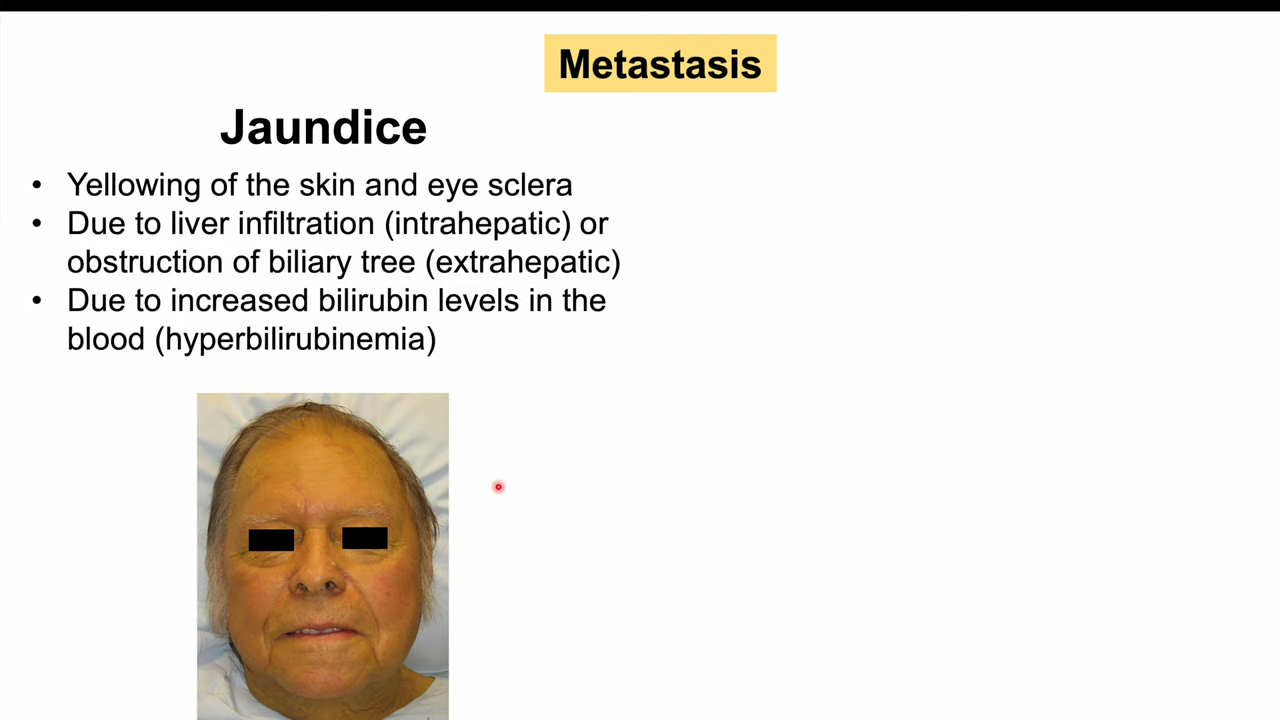 Metastasis
Jaundice
• Yellowing of the skin and eye sclera
• Due to liver infiltration (intrahepatic) or
obstruction of biliary tree (extrahepatic)
• Due to increased bilirubin levels in the
blood (hyperbilirubinemia)